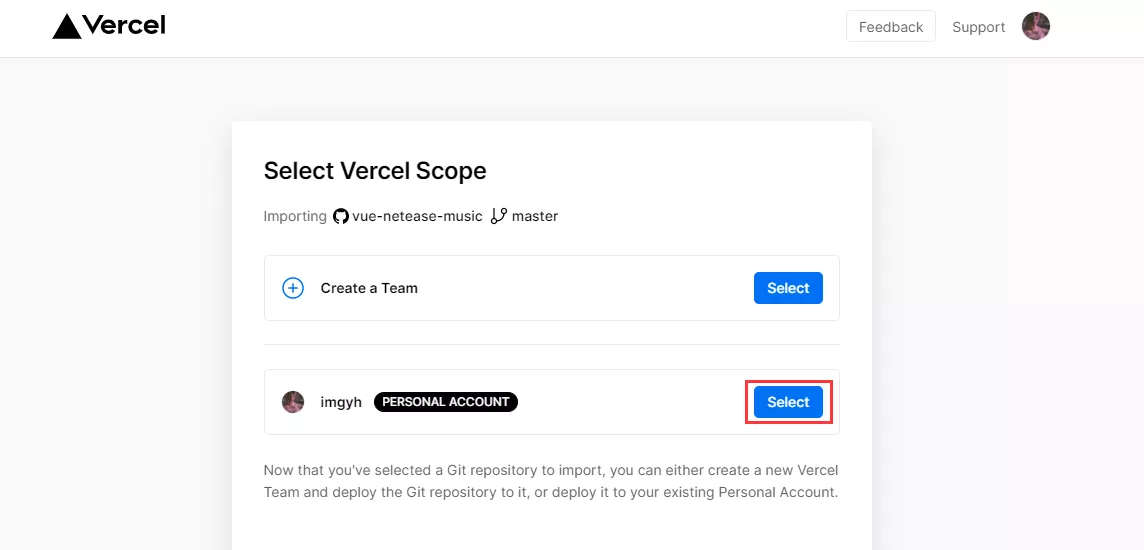 Vercel
Feedback Support
Select Vercel Scope
Importing vue-netease-music master
Create a Team Select
imgyh PERSONAL ACCOUNT Select
Now that you've selected a Git repository to import, you can either create a new Vercel
Team and deploy the Git repository to it, or deploy it to your existing Personal Account.